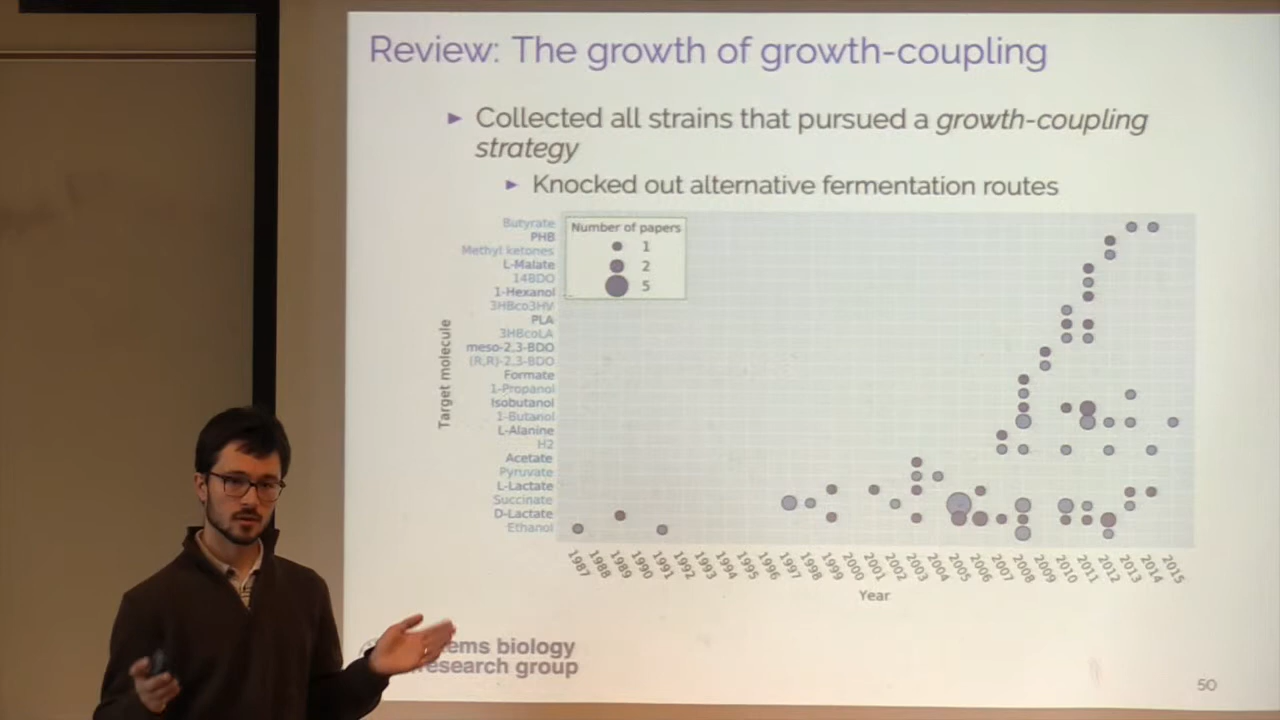 Review: The growth of growth-coupling
Collected all strains that pursued a growth-coupling
strategy
Knocked out alternative fermentation routes
Number of papers
1
2
5
Target molecule
Butyrate
PHB
Methyl ketones
L-Malate
14BDO
1-Hexanol
3HBco3HV
PLA
3HBcoLA
meso-2,3-BDO
(R,R)-2,3-BDO
Formate
1-Propanol
Isobutanol
1-Butanol
L-Alanine
H2
Acetate
Pyruvate
L-Lactate
Succinate
D-Lactate
Ethanol
1987 1988 1989 1990 1991 1992 1993 1994 1995 1996 1997 1998 1999 2000 2001 2002 2003 2004 2005 2006 2007 2008 2009 2010 2011 2012 2013 2014 2015
Year
ems biology
esearch group
50